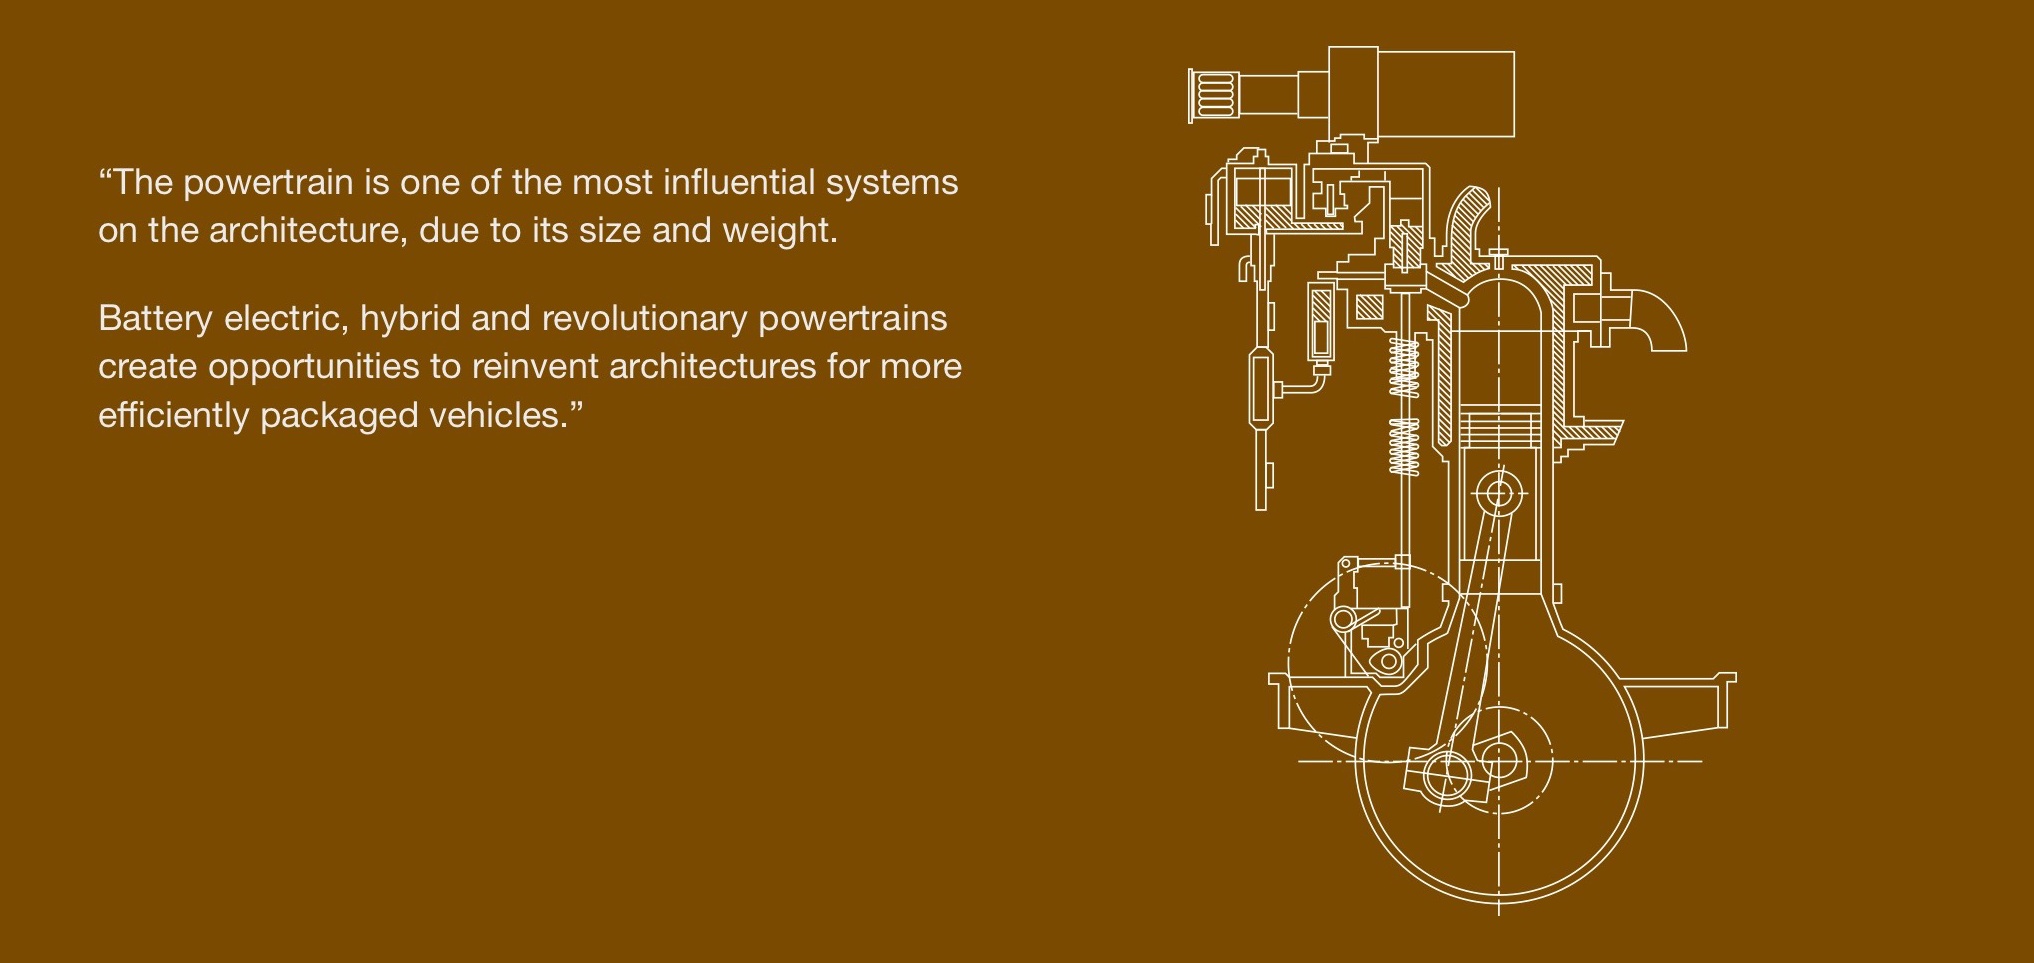 “The powertrain is one of the most influential systems
on the architecture, due to its size and weight.
Battery electric, hybrid and revolutionary powertrains
create opportunities to reinvent architectures for more
efficiently packaged vehicles.”